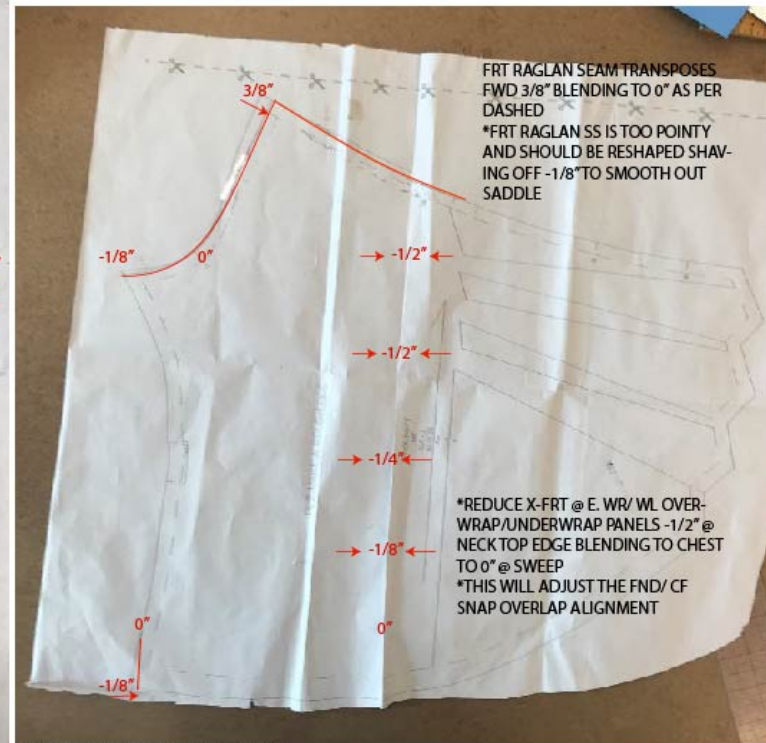 FRT RAGLAN SEAM TRANSPOSES
FWD 3/8" BLENDING TO 0" AS PER
DASHED
*FRT RAGLAN SS IS TOO POINTY
AND SHOULD BE RESHAPED SHAV-
ING OFF -1/8" TO SMOOTH OUT
SADDLE
3/8"
-1/8"
0"
-1/2"
-1/2"
-1/4"
-1/8"
*REDUCE X-FRT @ E. WR/ WL OVER-
WRAP/UNDERWRAP PANELS -1/2" @
NECK TOP EDGE BLENDING TO CHEST
TO 0" @ SWEEP
*THIS WILL ADJUST THE FND/ CF
SNAP OVERLAP ALIGNMENT
0"
0"
-1/8"